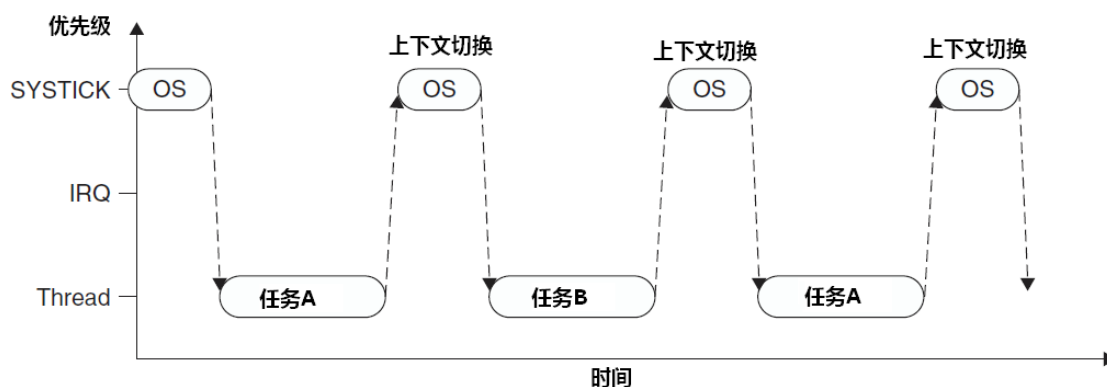 优先级
上下文切换
上下文切换
上下文切换
SYSTICK
OS
OS
OS
OS
IRQ
Thread
任务A
任务B
任务A
时间